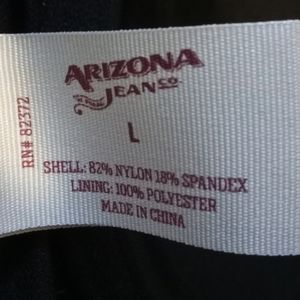 ARIZONA
JEAN CO
L
SHELL: 82% NYLON 18% SPANDEX
LINING: 100% POLYESTER
MADE IN CHINA
RN# 82372